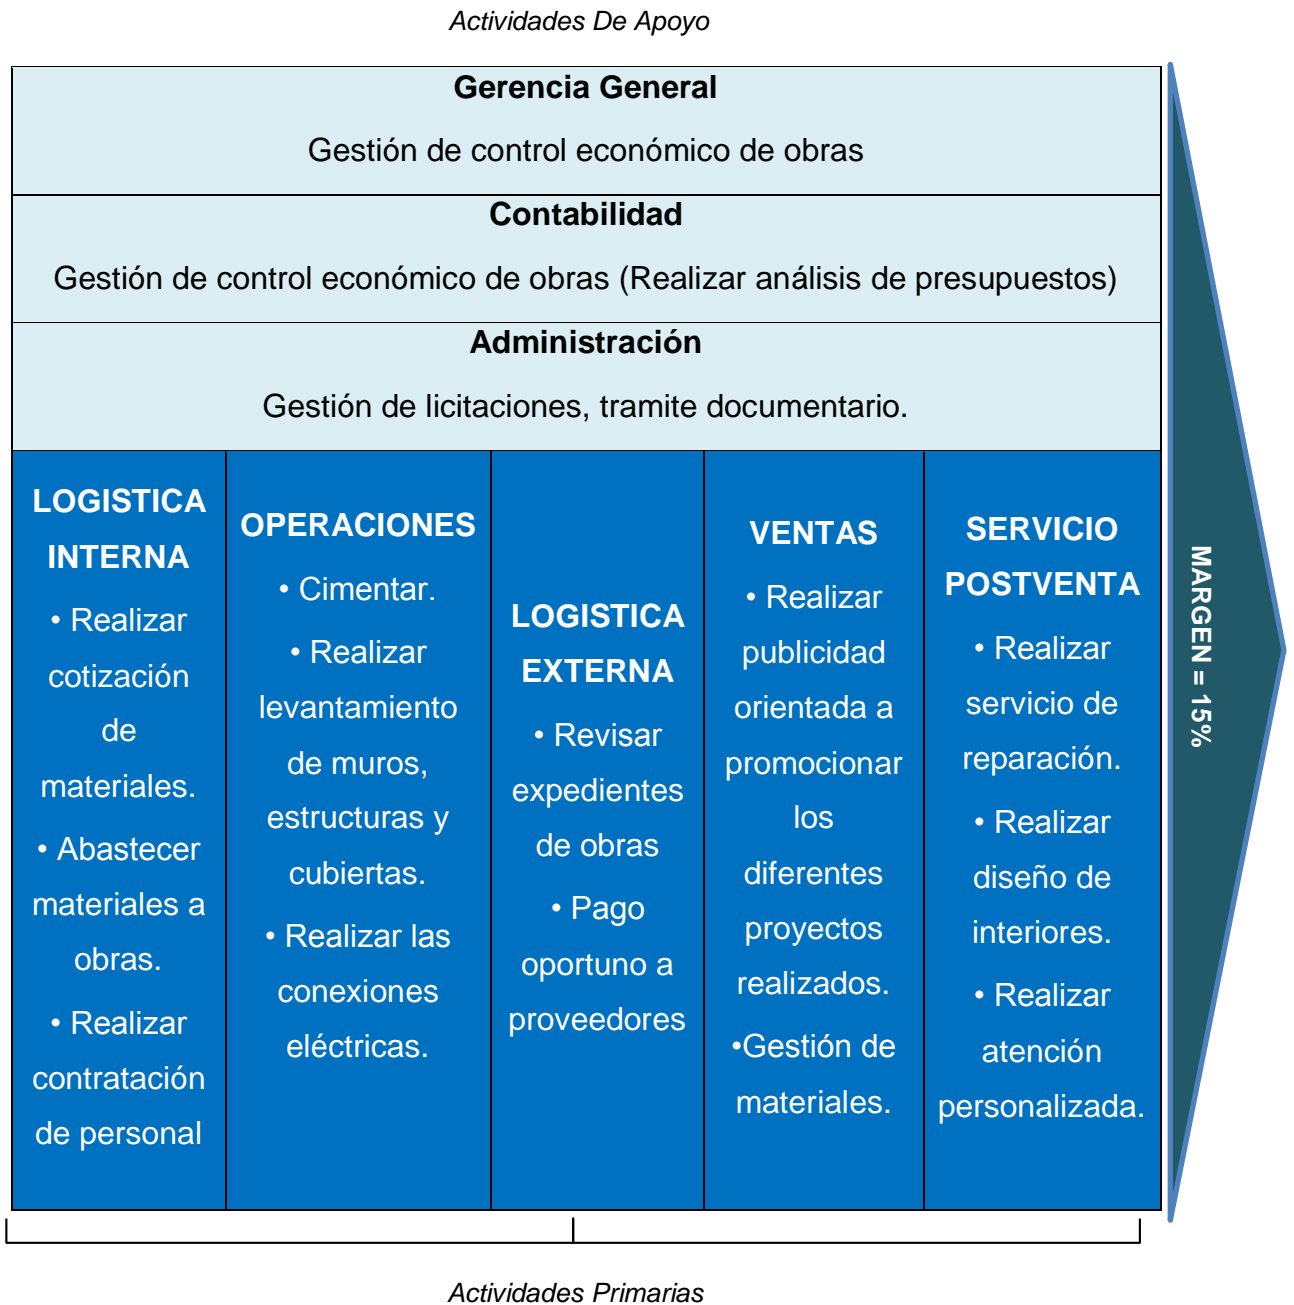 Actividades De Apoyo
Gerencia General
Gestión de control económico de obras
Contabilidad
Gestión de control económico de obras (Realizar análisis de presupuestos)
Administración
Gestión de licitaciones, tramite documentario.
LOGISTICA
INTERNA
• Realizar
cotización
de
materiales.
• Abastecer
materiales a
obras.
• Realizar
contratación
de personal
OPERACIONES
• Cimentar.
• Realizar
levantamiento
de muros,
estructuras y
cubiertas.
• Realizar las
conexiones
eléctricas.
LOGISTICA
EXTERNA
• Revisar
expedientes
de obras
• Pago
oportuno a
proveedores
VENTAS
• Realizar
publicidad
orientada a
promocionar
los
diferentes
proyectos
realizados.
•Gestión de
materiales.
SERVICIO
POSTVENTA
• Realizar
servicio de
reparación.
• Realizar
diseño de
interiores.
• Realizar
atención
personalizada.
MARGEN = 15%
Actividades Primarias